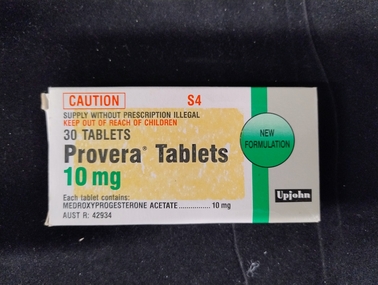 CAUTION S4
SUPPLY WITHOUT PRESCRIPTION ILLEGAL
KEEP OUT OF REACH OF CHILDREN
30 TABLETS
Provera® Tablets
10 mg
Each tablet contains:
MEDROXYPROGESTERONE ACETATE............... 10 mg
AUST R: 42934
NEW
FORMULATION
Upjohn